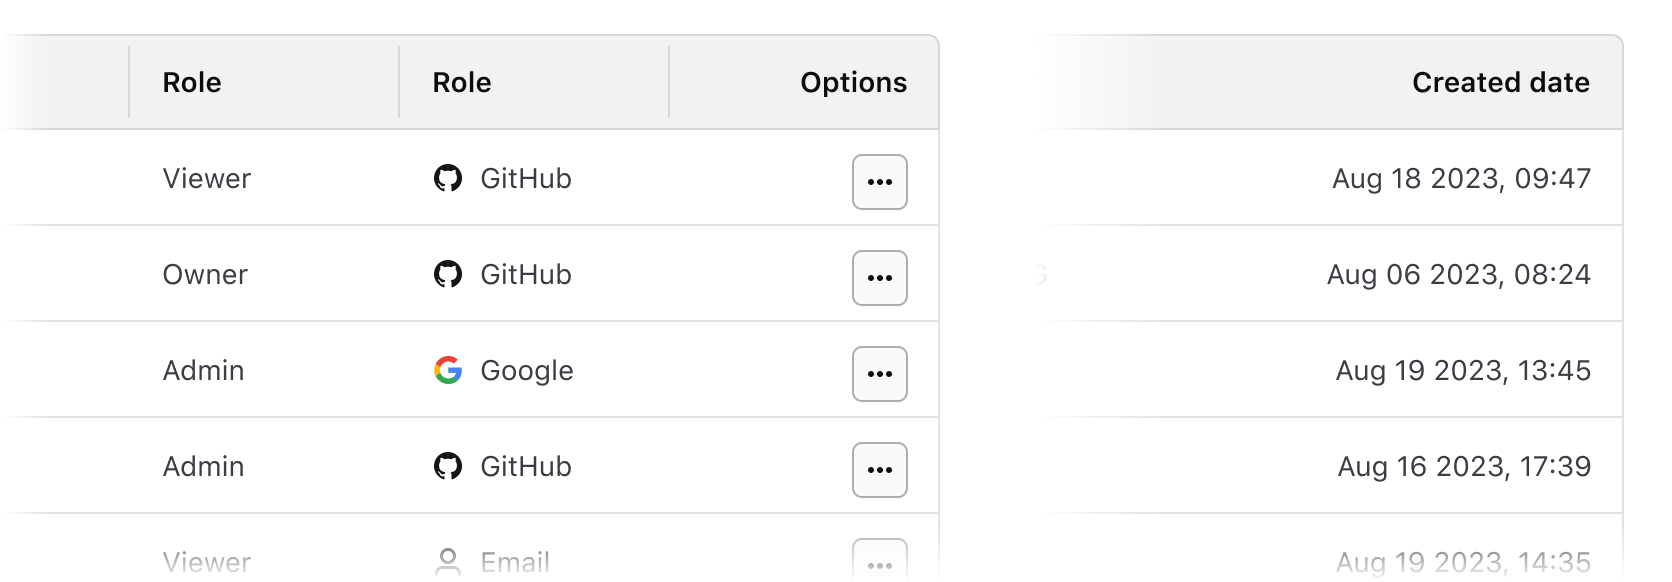 Role Role Options
Viewer GitHub
Owner GitHub
Admin Google
Admin GitHub
Viewer Email
Created date
Aug 18 2023, 09:47
Aug 06 2023, 08:24
Aug 19 2023, 13:45
Aug 16 2023, 17:39
Aug 19 2023, 14:35